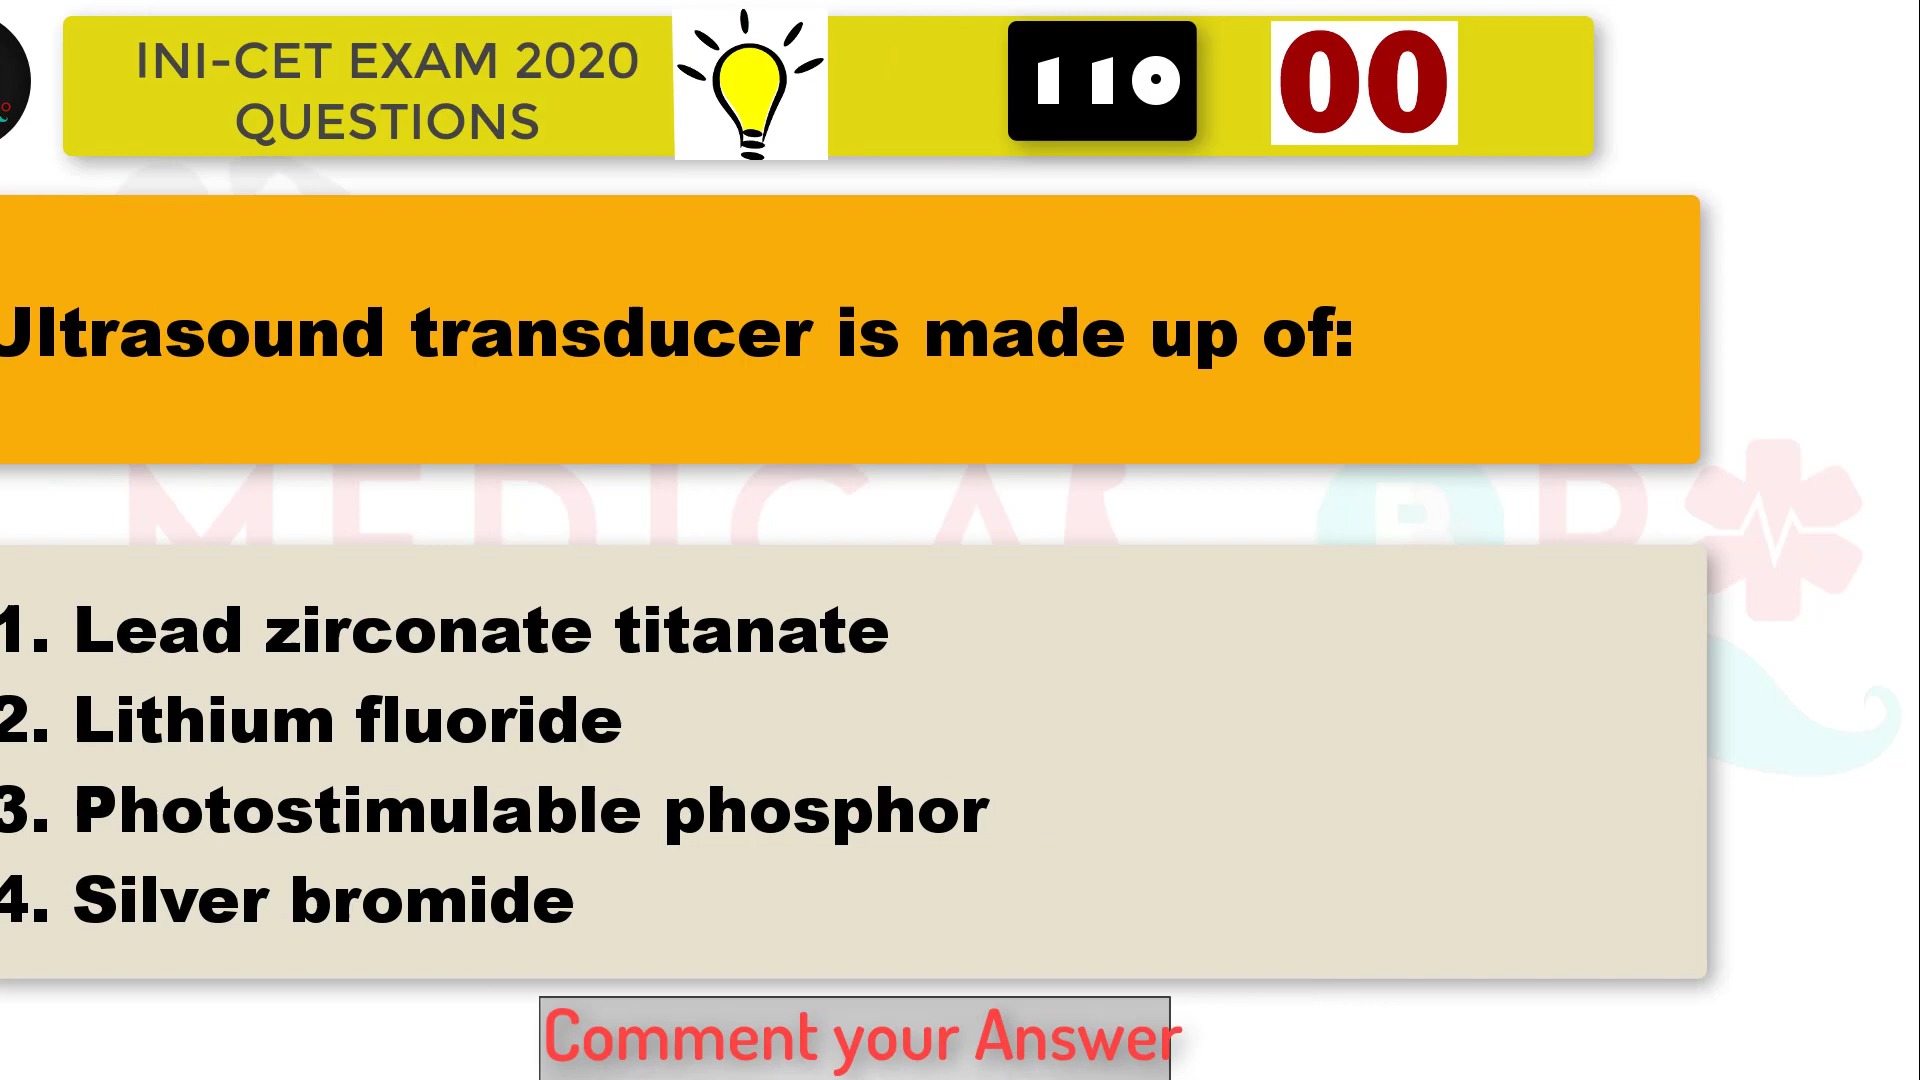 INI-CET EXAM 2020
QUESTIONS
110
00
Ultrasound transducer is made up of:
1. Lead zirconate titanate
2. Lithium fluoride
3. Photostimulable phosphor
4. Silver bromide
Comment your Answer